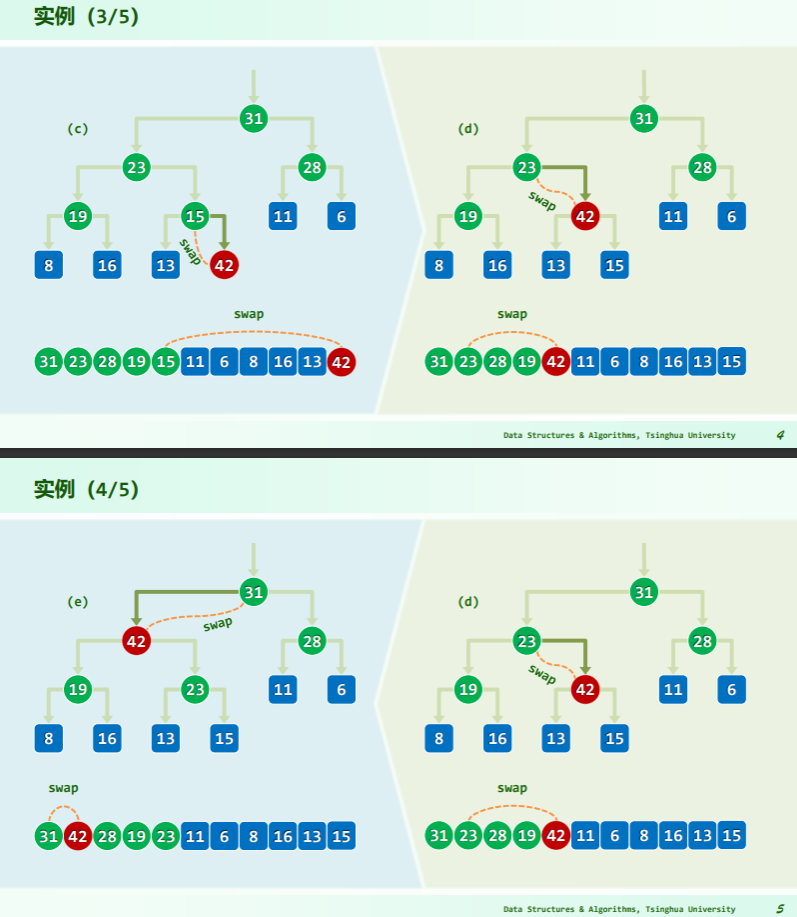 实例 (3/5)
(c)
31
23 28
19 15 11 6
swap
8 16 13 42
swap
31 23 28 19 15 11 6 8 16 13 42
(d)
31
23 28
swap
19 42 11 6
8 16 13 15
swap
31 23 28 19 42 11 6 8 16 13 15
Data Structures & Algorithms, Tsinghua University 4
实例 (4/5)
(e)
31
swap
42 28
19 23 11 6
8 16 13 15
swap
31 42 28 19 23 11 6 8 16 13 15
(d)
31
23 28
swap
19 42 11 6
8 16 13 15
swap
31 23 28 19 42 11 6 8 16 13 15
Data Structures & Algorithms, Tsinghua University 5